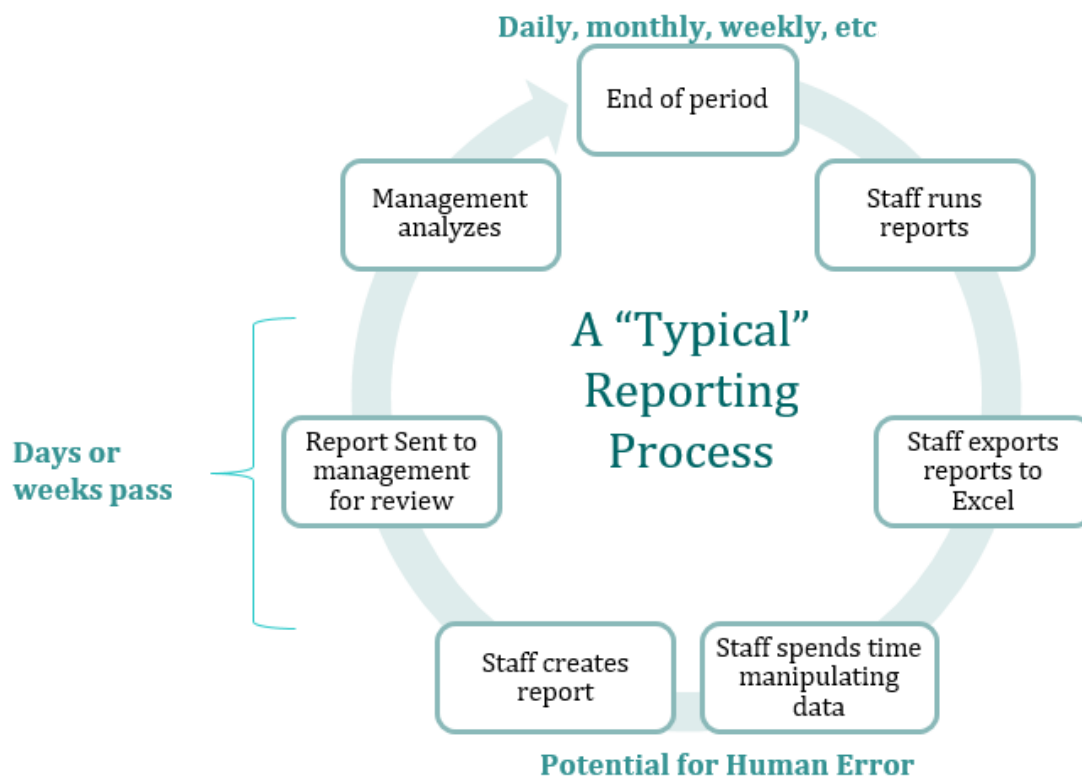 Daily, monthly, weekly, etc
End of period
Staff runs
reports
Staff exports
reports to
Excel
Staff spends time
manipulating
data
Potential for Human Error
Staff creates
report
Report Sent to
management
for review
Days or
weeks pass
Management
analyzes
A “Typical”
Reporting
Process